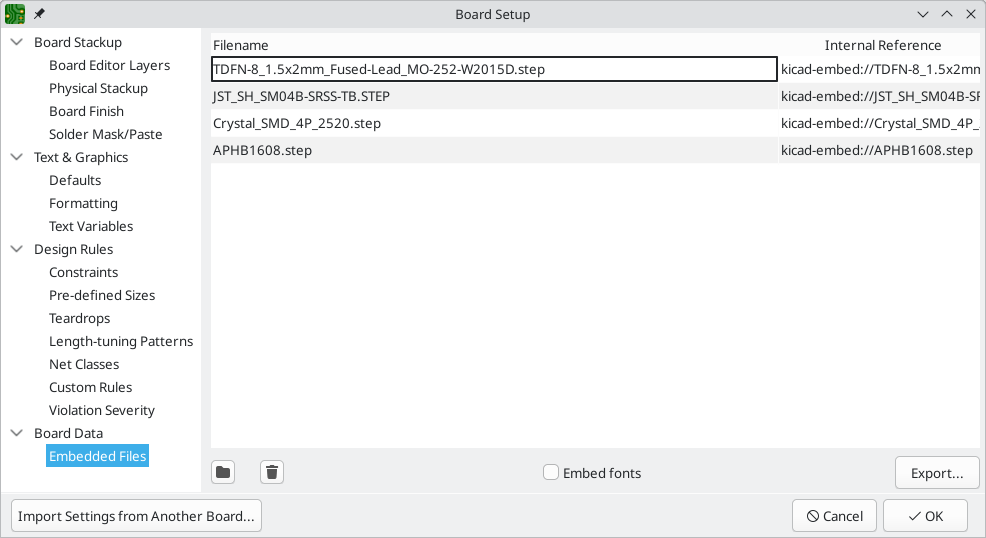 Board Setup
Board Stackup
Board Editor Layers
Physical Stackup
Board Finish
Solder Mask/Paste
Text & Graphics
Defaults
Formatting
Text Variables
Design Rules
Constraints
Pre-defined Sizes
Teardrops
Length-tuning Patterns
Net Classes
Custom Rules
Violation Severity
Board Data
Embedded Files
Filename Internal Reference
TDFN-8_1.5x2mm_Fused-Lead_MO-252-W2015D.step kicad-embed://TDFN-8_1.5x2mm
JST_SH_SM04B-SRSS-TB.STEP kicad-embed://JST_SH_SM04B-SR
Crystal_SMD_4P_2520.step kicad-embed://Crystal_SMD_4P_
APHB1608.step kicad-embed://APHB1608.step
Embed fonts
Export...
Import Settings from Another Board...
Cancel
OK